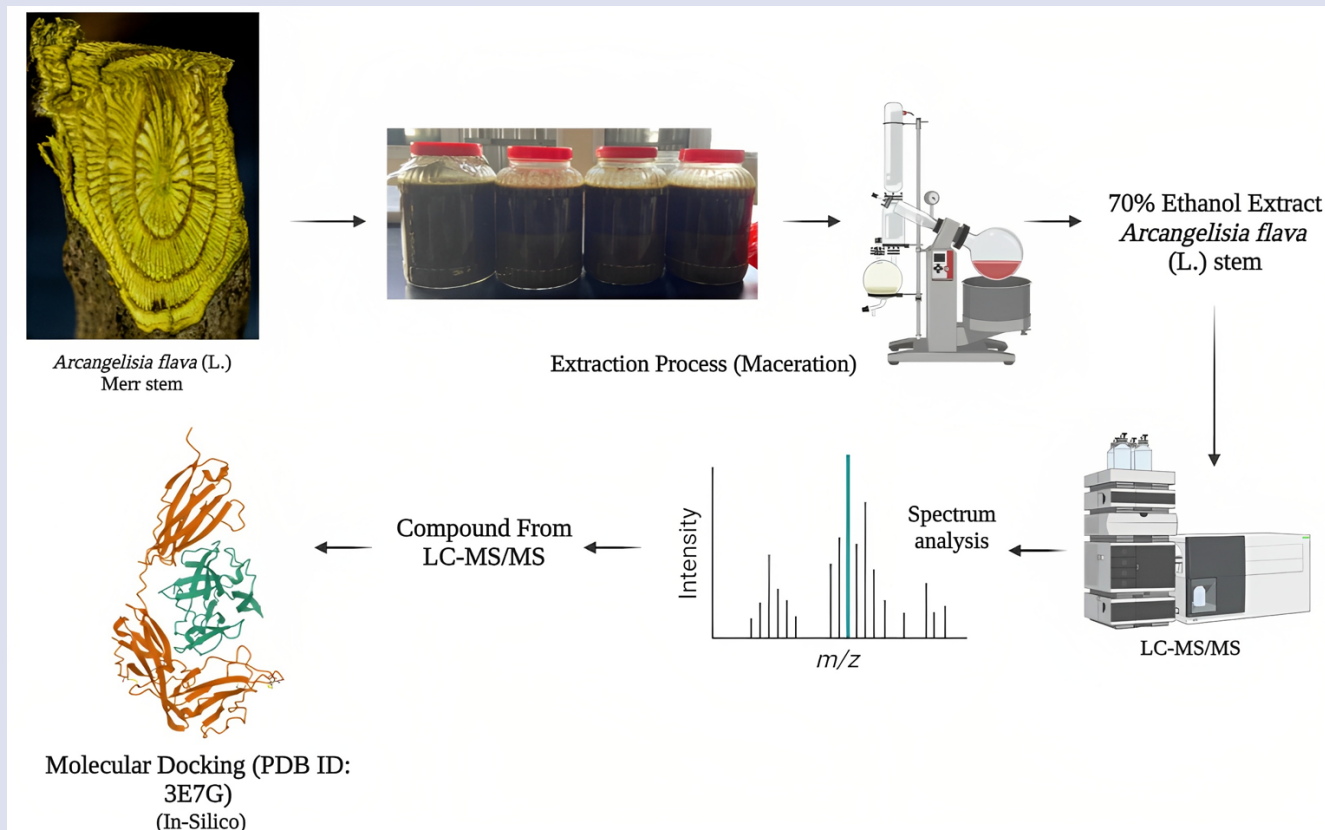 Arcangelisia flava (L.)
Merr stem
Extraction Process (Maceration)
70% Ethanol Extract
Arcangelisia flava
(L.) stem
LC-MS/MS
Spectrum
analysis
Intensity
m/z
Compound From
LC-MS/MS
Molecular Docking (PDB ID:
3E7G)
(In-Silico)